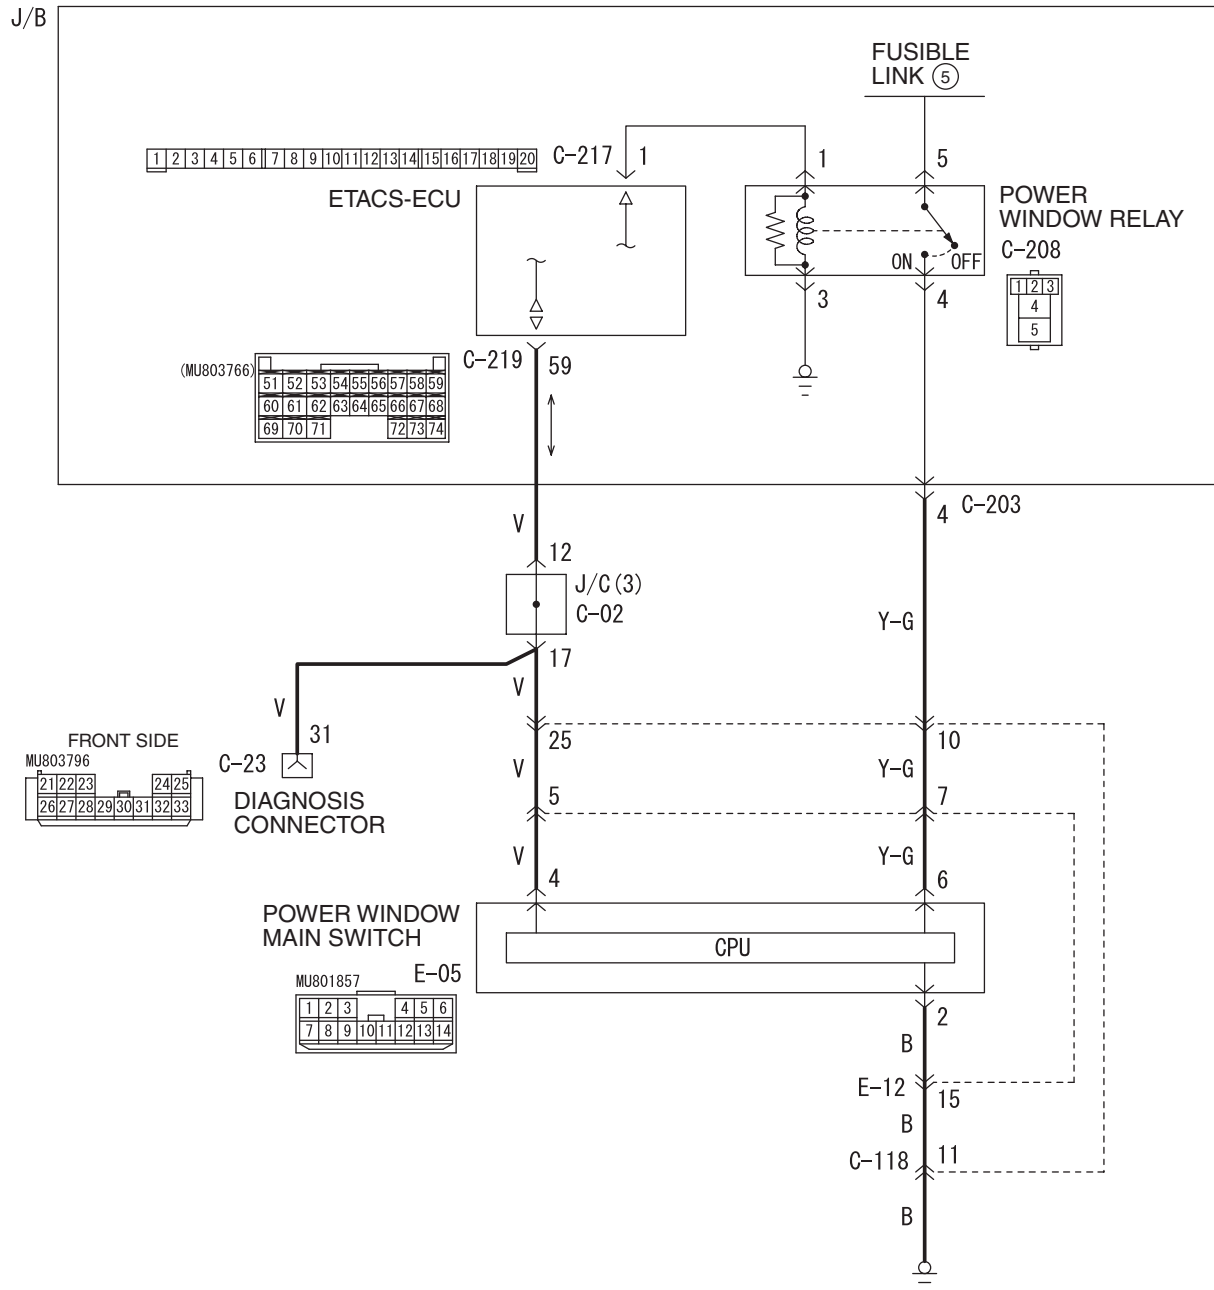 J/B
FUSIBLE
LINK 5
1 2 3 4 5 6 7 8 9 10 11 12 13 14 15 16 17 18 19 20
C-217 1
1
5
ETACS-ECU
POWER
WINDOW RELAY
C-208
ON OFF
1 2 3
4
5
3
4
C-219 59
(MU803766)
51 52 53 54 55 56 57 58 59
60 61 62 63 64 65 66 67 68
69 70 71 72 73 74
4 C-203
V
12
J/C(3)
C-02
Y-G
17
V
V
31
25
10
FRONT SIDE
MU803796
21 22 23 24 25
26 27 28 29 30 31 32 33
C-23
DIAGNOSIS
CONNECTOR
V
Y-G
5
7
V
Y-G
4
6
POWER WINDOW
MAIN SWITCH
CPU
E-05
MU801857
1 2 3 4 5 6
7 8 9 10 11 12 13 14
2
B
E-12
15
B
C-118
11
B